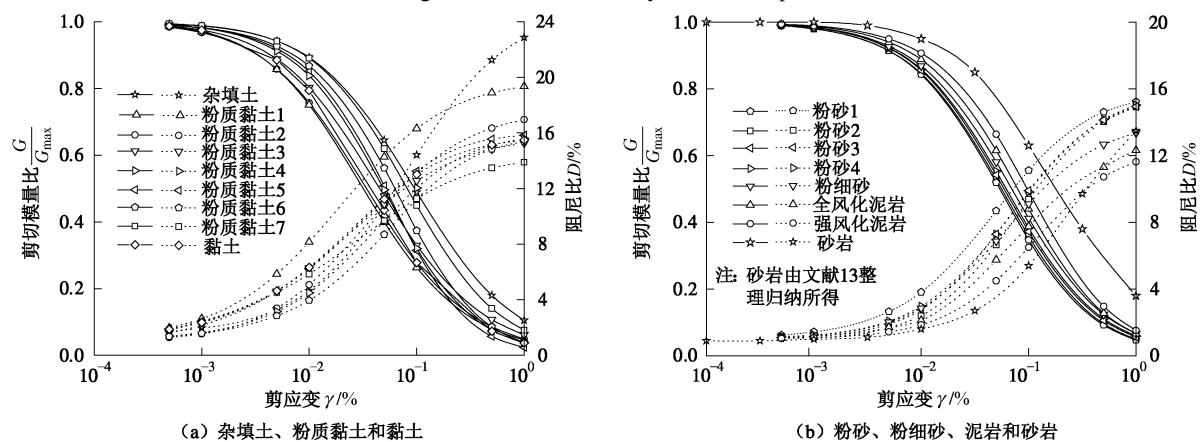 剪切模量比 G/Gmax
1.0
0.8
0.6
0.4
0.2
0.0
杂填土
粉质黏土1
粉质黏土2
粉质黏土3
粉质黏土4
粉质黏土5
粉质黏土6
粉质黏土7
黏土
24
20
16
12
8
4
0
阻尼比D/%
10⁻⁴ 10⁻³ 10⁻² 10⁻¹ 10⁰
剪应变 γ/%
(a) 杂填土、粉质黏土和黏土
剪切模量比 G/Gmax
1.0
0.8
0.6
0.4
0.2
0.0
粉砂1
粉砂2
粉砂3
粉砂4
粉细砂
全风化泥岩
强风化泥岩
砂岩
注: 砂岩由文献13整
理归纳所得
20
16
12
8
4
0
阻尼比D/%
10⁻⁴ 10⁻³ 10⁻² 10⁻¹ 10⁰
剪应变 γ/%
(b) 粉砂、粉细砂、泥岩和砂岩